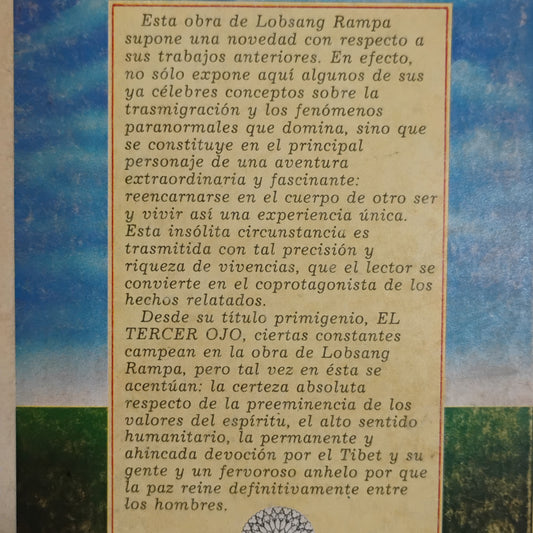 Esta obra de Lobsang Rampa
supone una novedad con respecto a
sus trabajos anteriores. En efecto,
no sólo expone aquí algunos de sus
ya célebres conceptos sobre la
trasmigración y los fenómenos
paranormales que domina, sino que
se constituye en el principal
personaje de una aventura
extraordinaria y fascinante:
reencarnarse en el cuerpo de otro ser
y vivir así una experiencia única.
Esta insólita circunstancia es
trasmitida con tal precisión y
riqueza de vivencias, que el lector se
convierte en el coprotagonista de los
hechos relatados.
Desde su título primigenio, EL
TERCER OJO, ciertas constantes
campean en la obra de Lobsang
Rampa, pero tal vez en ésta se
acentúan: la certeza absoluta
respecto de la preeminencia de los
valores del espíritu, el alto sentido
humanitario, la permanente y
ahincada devoción por el Tibet y su
gente y un fervoroso anhelo por que
la paz reine definitivamente entre
los hombres.